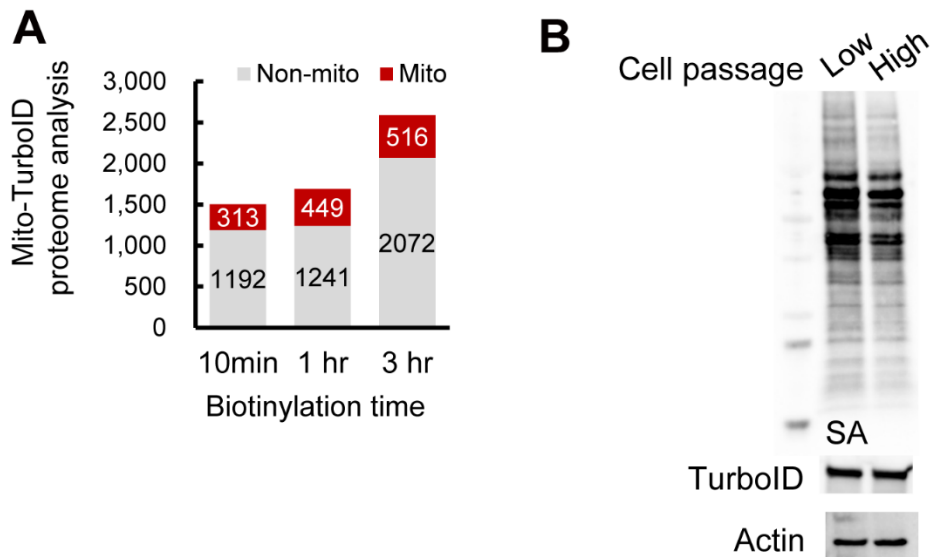 A
Mito-TurboID
proteome analysis
Non-mito Mito
3,000
2,500
2,000
1,500
1,000
500
0
313
1192
449
1241
516
2072
10min 1 hr 3 hr
Biotinylation time
B
Cell passage Low High
SA
TurboID
Actin